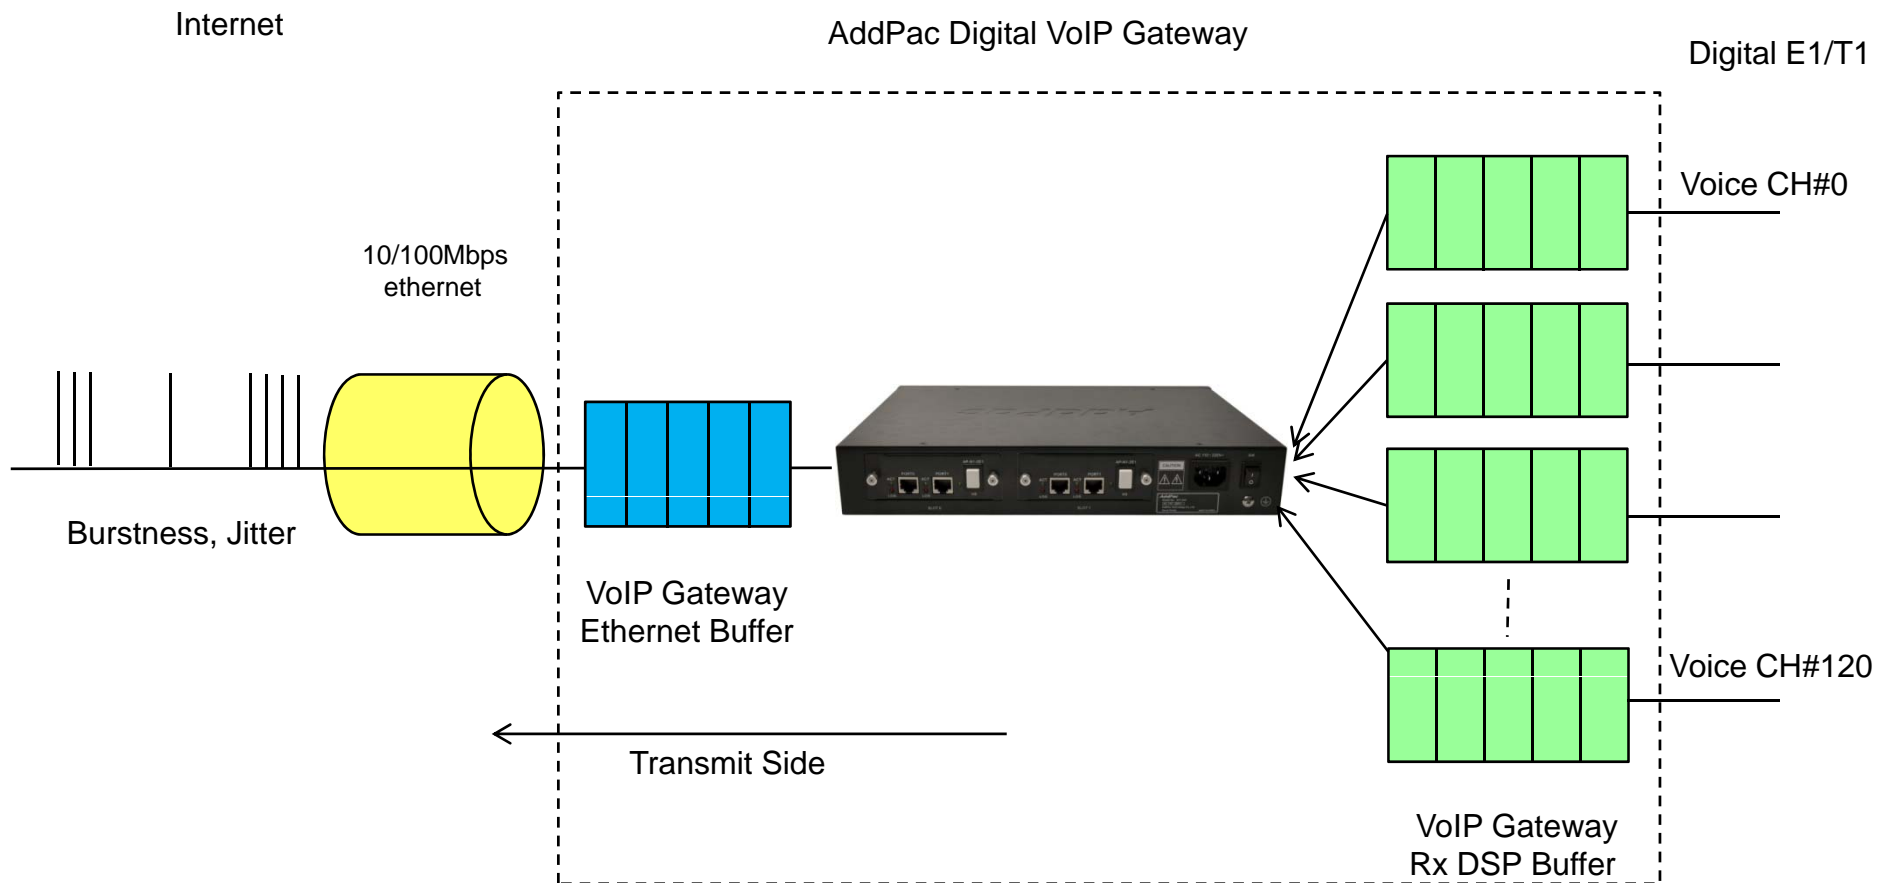 Internet
AddPac Digital VoIP Gateway
Digital E1/T1
Voice CH#0
10/100Mbps
ethernet
Burstness, Jitter
VoIP Gateway
Ethernet Buffer
Voice CH#120
Transmit Side
VoIP Gateway
Rx DSP Buffer